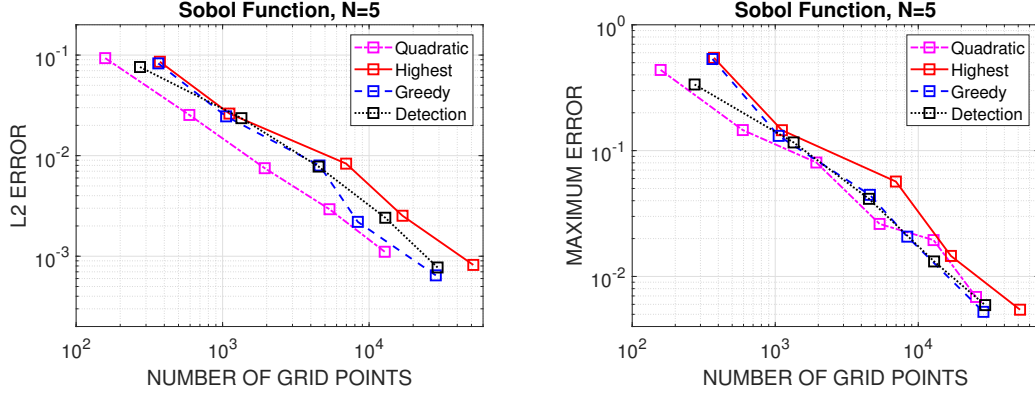 Sobol Function, N=5
Quadratic
Highest
Greedy
Detection
10^-1
10^-2
10^-3
L2 ERROR
10^2
10^3
10^4
NUMBER OF GRID POINTS
Sobol Function, N=5
Quadratic
Highest
Greedy
Detection
10^0
10^-1
10^-2
MAXIMUM ERROR
10^2
10^3
10^4
NUMBER OF GRID POINTS